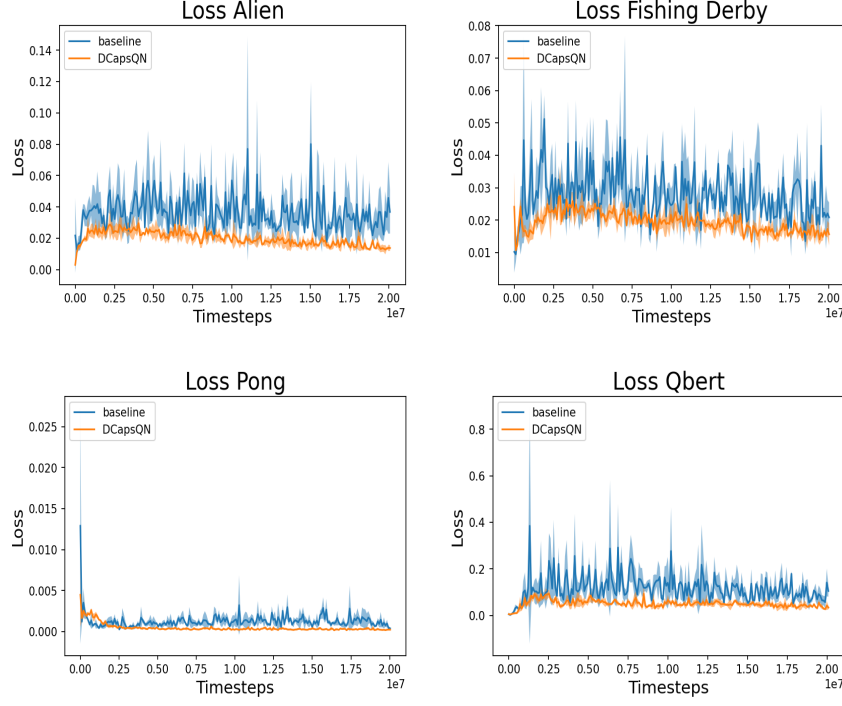 Loss Alien
baseline
DCapsQN
0.14
0.12
0.10
0.08
0.06
0.04
0.02
0.00
Loss
0.00 0.25 0.50 0.75 1.00 1.25 1.50 1.75 2.00
1e7
Timesteps
Loss Fishing Derby
baseline
DCapsQN
0.08
0.07
0.06
0.05
0.04
0.03
0.02
0.01
Loss
0.00 0.25 0.50 0.75 1.00 1.25 1.50 1.75 2.00
1e7
Timesteps
Loss Pong
baseline
DCapsQN
0.025
0.020
0.015
0.010
0.005
0.000
Loss
0.00 0.25 0.50 0.75 1.00 1.25 1.50 1.75 2.00
1e7
Timesteps
Loss Qbert
baseline
DCapsQN
0.8
0.6
0.4
0.2
0.0
Loss
0.00 0.25 0.50 0.75 1.00 1.25 1.50 1.75 2.00
1e7
Timesteps